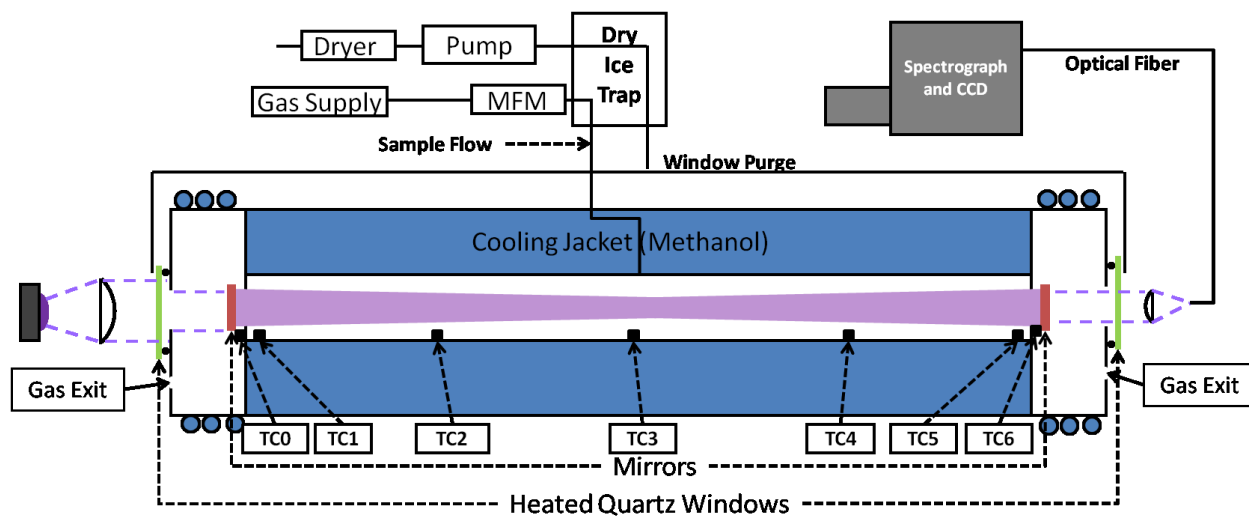 Dryer
Pump
Dry
Ice
Trap
Gas Supply
MFM
Spectrograph
and CCD
Optical Fiber
Sample Flow
Window Purge
Cooling Jacket (Methanol)
Gas Exit
Gas Exit
TC0
TC1
TC2
TC3
TC4
TC5
TC6
Mirrors
Heated Quartz Windows